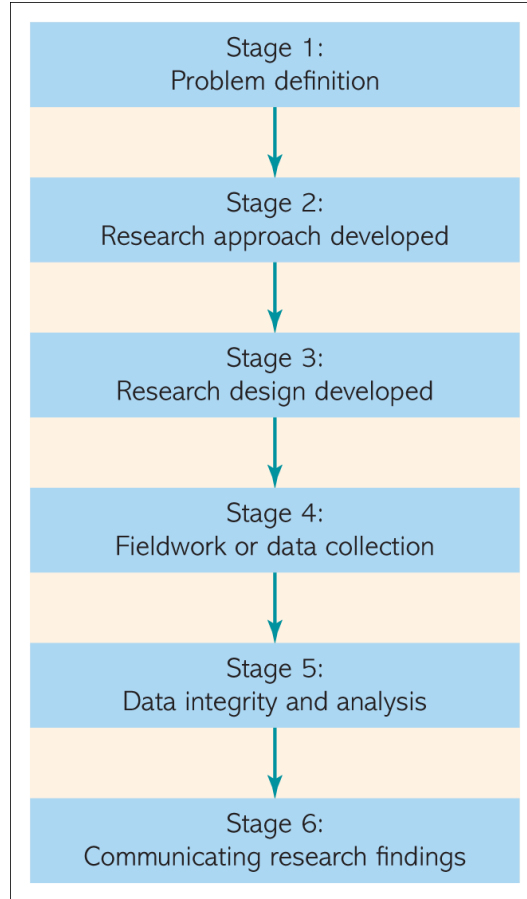 Stage 1:
Problem definition
Stage 2:
Research approach developed
Stage 3:
Research design developed
Stage 4:
Fieldwork or data collection
Stage 5:
Data integrity and analysis
Stage 6:
Communicating research findings